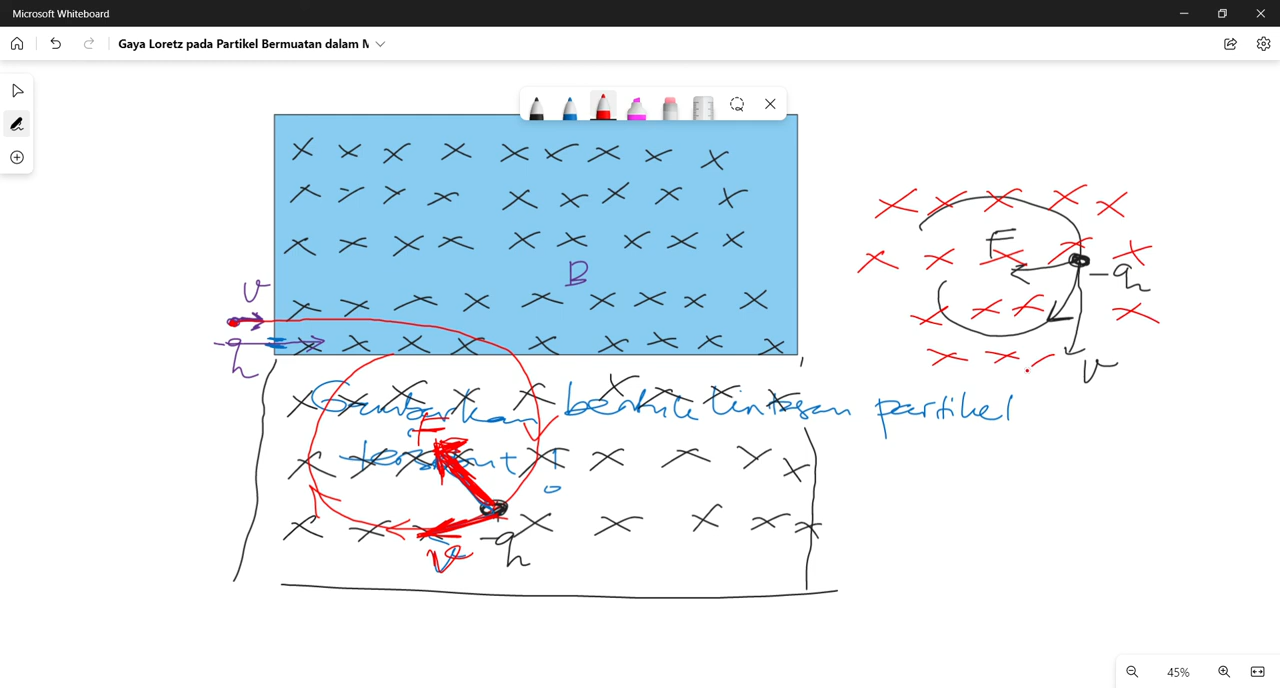 Microsoft Whiteboard
Gaya Loretz pada Partikel Bermuatan dalam M
B
v
-q
Gambarkan bentuk lintasan partikel
tersebut!
F
v
-q
F
-q
v
45%